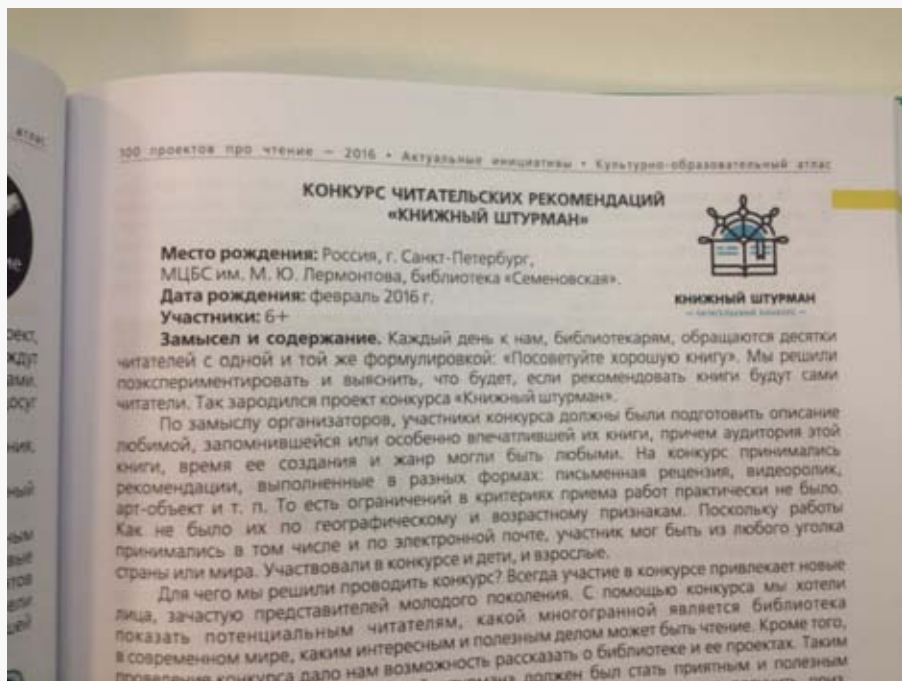 атлас
100 проектов про чтение — 2016 • Актуальные инициативы • Культурно-образовательный атлас
КОНКУРС ЧИТАТЕЛЬСКИХ РЕКОМЕНДАЦИЙ
«КНИЖНЫЙ ШТУРМАН»
КНИЖНЫЙ ШТУРМАН
— ЧИТАТЕЛЬСКИЙ КОНКУРС —
Место рождения: Россия, г. Санкт-Петербург,
МЦБС им. М. Ю. Лермонтова, библиотека «Семеновская».
Дата рождения: февраль 2016 г.
Участники: 6+
Замысел и содержание. Каждый день к нам, библиотекарям, обращаются десятки
читателей с одной и той же формулировкой: «Посоветуйте хорошую книгу». Мы решили
поэкспериментировать и выяснить, что будет, если рекомендовать книги будут сами
читатели. Так зародился проект конкурса «Книжный штурман».
По замыслу организаторов, участники конкурса должны были подготовить описание
любимой, запомнившейся или особенно впечатлившей их книги, причем аудитория этой
книги, время ее создания и жанр могли быть любыми. На конкурс принимались
рекомендации, выполненные в разных формах: письменная рецензия, видеоролик,
арт-объект и т. п. То есть ограничений в критериях приема работ практически не было.
Как не было их по географическому и возрастному признакам. Поскольку работы
принимались в том числе и по электронной почте, участник мог быть из любого уголка
страны или мира. Участвовали в конкурсе и дети, и взрослые.
Для чего мы решили проводить конкурс? Всегда участие в конкурсе привлекает новые
лица, зачастую представителей молодого поколения. С помощью конкурса мы хотели
показать потенциальным читателям, какой многогранной является библиотека
в современном мире, каким интересным и полезным делом может быть чтение. Кроме того,
проведение конкурса дало нам возможность рассказать о библиотеке и ее проектах. Таким
должен был стать приятным и полезным